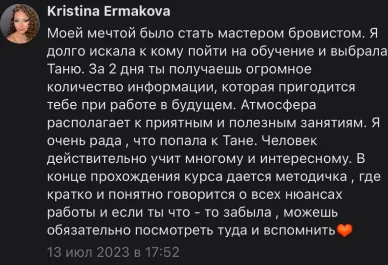 Kristina Ermakova
Моей мечтой было стать мастером бровистом. Я
долго искала к кому пойти на обучение и выбрала
Таню. За 2 дня ты получаешь огромное
количество информации, которая пригодится
тебе при работе в будущем. Атмосфера
располагает к приятным и полезным занятиям. Я
очень рада , что попала к Тане. Человек
действительно учит многому и интересному. В
конце прохождения курса дается методичка , где
кратко и понятно говорится о всех нюансах
работы и если ты что - то забыла , можешь
обязательно посмотреть туда и вспомнить🧡
13 июл 2023 в 17:52